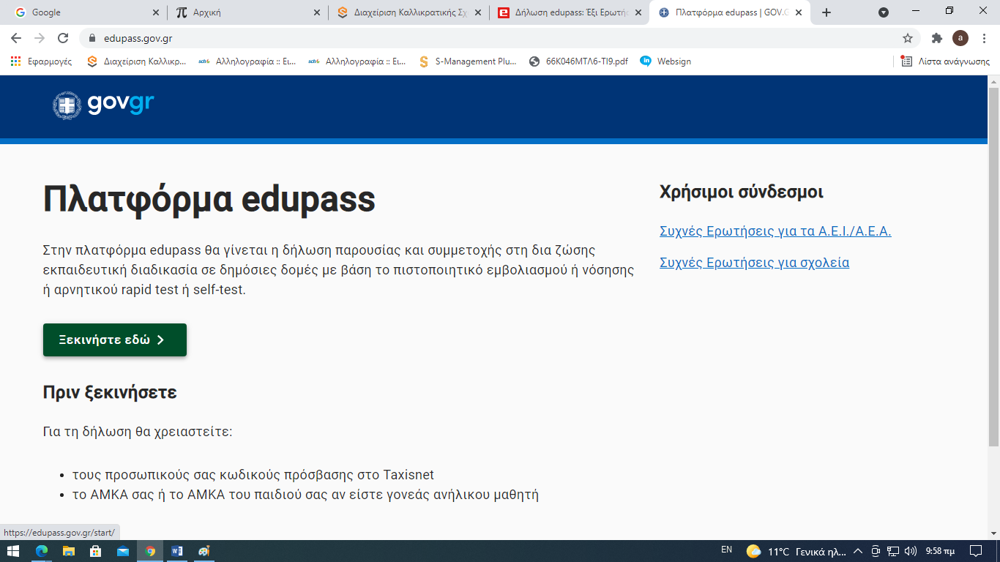 Google
Αρχική
Διαχείριση Καλλικρατικής Σχ
Δήλωση edupass: Έξι Ερωτήσ
Πλατφόρμα edupass | GOV.G
edupass.gov.gr
a
Εφαρμογές
Διαχείριση Καλλικρ...
sch
Αλληλογραφία :: Ει...
sch
Αλληλογραφία :: Ει...
S-Management Plu...
66Κ046ΜΤΛ6-ΤΙ9.pdf
in
Websign
Λίστα ανάγνωσης
govgr
Πλατφόρμα edupass
Στην πλατφόρμα edupass θα γίνεται η δήλωση παρουσίας και συμμετοχής στη δια ζώσης
εκπαιδευτική διαδικασία σε δημόσιες δομές με βάση το πιστοποιητικό εμβολιασμού ή νόσησης
ή αρνητικού rapid test ή self-test.
Ξεκινήστε εδώ
Πριν ξεκινήσετε
Για τη δήλωση θα χρειαστείτε:
• τους προσωπικούς σας κωδικούς πρόσβασης στο Taxisnet
• το ΑΜΚΑ σας ή το ΑΜΚΑ του παιδιού σας αν είστε γονεάς ανήλικου μαθητή
Χρήσιμοι σύνδεσμοι
Συχνές Ερωτήσεις για τα Α.Ε.Ι./Α.Ε.Α.
Συχνές Ερωτήσεις για σχολεία
https://edupass.gov.gr/start/
EN
11°C Γενικά ηλ...
9:58 πμ